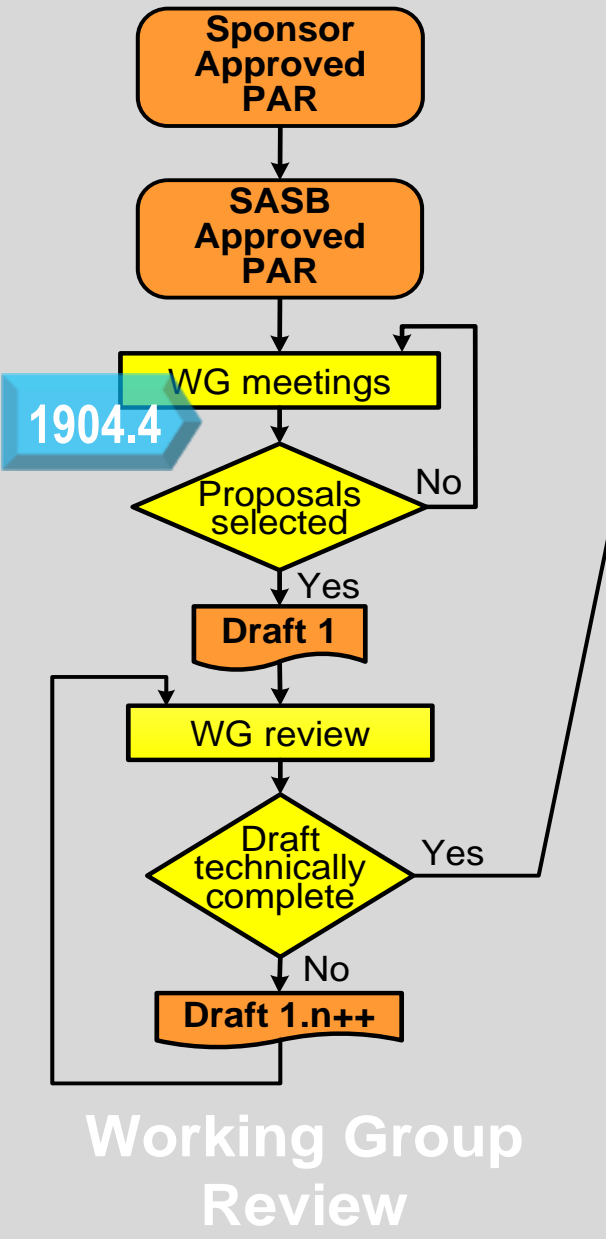 Sponsor
Approved
PAR
SASB
Approved
PAR
WG meetings
1904.4
Proposals
selected
No
Yes
Draft 1
WG review
Draft
technically
complete
Yes
No
Draft 1.n++
Working Group
Review